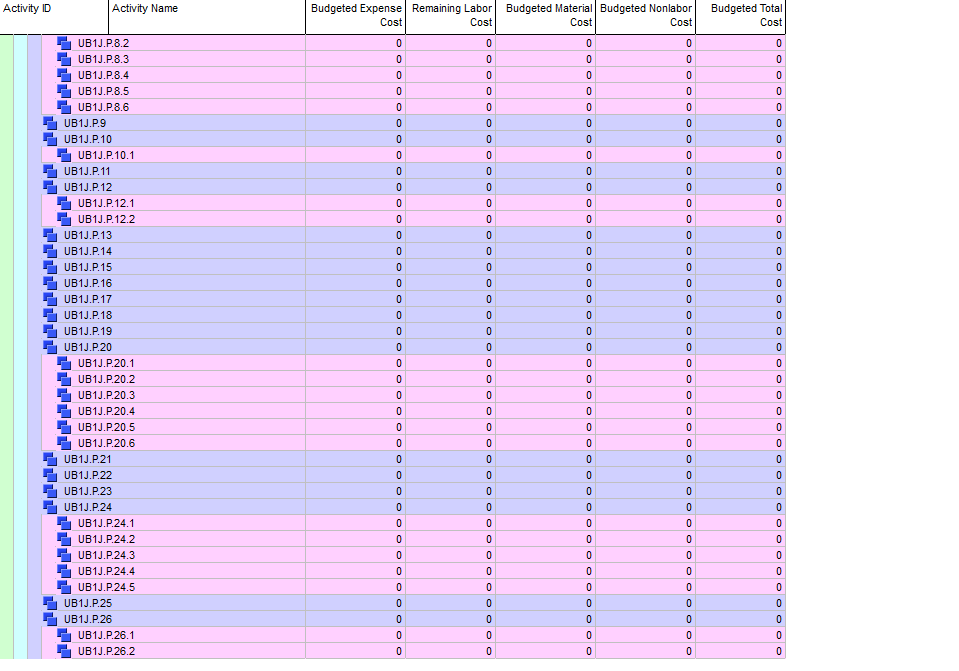 Activity ID Activity Name Budgeted Expense Cost Remaining Labor Cost Budgeted Material Cost Budgeted Nonlabor Cost Budgeted Total Cost
UB1J.P.8.2 0 0 0 0 0
UB1J.P.8.3 0 0 0 0 0
UB1J.P.8.4 0 0 0 0 0
UB1J.P.8.5 0 0 0 0 0
UB1J.P.8.6 0 0 0 0 0
UB1J.P.9 0 0 0 0 0
UB1J.P.10 0 0 0 0 0
UB1J.P.10.1 0 0 0 0 0
UB1J.P.11 0 0 0 0 0
UB1J.P.12 0 0 0 0 0
UB1J.P.12.1 0 0 0 0 0
UB1J.P.12.2 0 0 0 0 0
UB1J.P.13 0 0 0 0 0
UB1J.P.14 0 0 0 0 0
UB1J.P.15 0 0 0 0 0
UB1J.P.16 0 0 0 0 0
UB1J.P.17 0 0 0 0 0
UB1J.P.18 0 0 0 0 0
UB1J.P.19 0 0 0 0 0
UB1J.P.20 0 0 0 0 0
UB1J.P.20.1 0 0 0 0 0
UB1J.P.20.2 0 0 0 0 0
UB1J.P.20.3 0 0 0 0 0
UB1J.P.20.4 0 0 0 0 0
UB1J.P.20.5 0 0 0 0 0
UB1J.P.20.6 0 0 0 0 0
UB1J.P.21 0 0 0 0 0
UB1J.P.22 0 0 0 0 0
UB1J.P.23 0 0 0 0 0
UB1J.P.24 0 0 0 0 0
UB1J.P.24.1 0 0 0 0 0
UB1J.P.24.2 0 0 0 0 0
UB1J.P.24.3 0 0 0 0 0
UB1J.P.24.4 0 0 0 0 0
UB1J.P.24.5 0 0 0 0 0
UB1J.P.25 0 0 0 0 0
UB1J.P.26 0 0 0 0 0
UB1J.P.26.1 0 0 0 0 0
UB1J.P.26.2 0 0 0 0 0